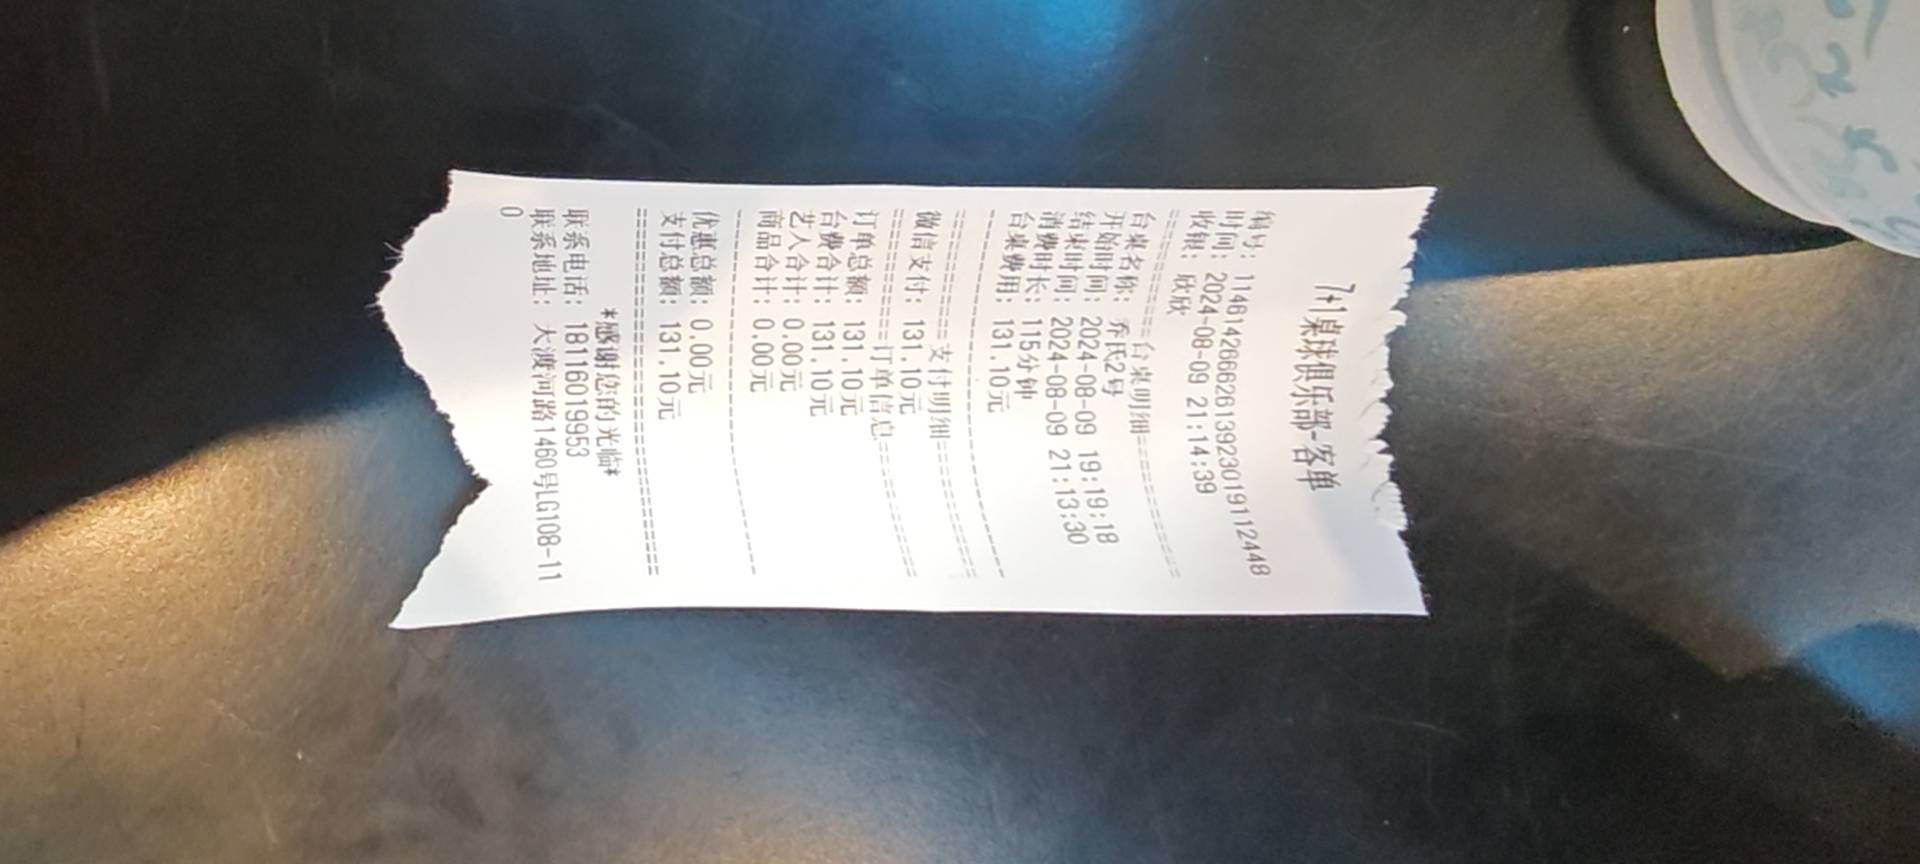 7+1桌球俱乐部-客单
编号: 11461426662613923019112448
时间: 2024-08-09 21:14:39
收银: 欣欣
==========台桌明细==========
台桌名称: 乔氏2号
开始时间: 2024-08-09 19:19:18
结束时间: 2024-08-09 21:13:30
消费时长: 115分钟
台桌费用: 131.10元
--------------------------------
==========支付明细==========
微信支付: 131.10元
==========订单信息==========
订单总额: 131.10元
台费合计: 131.10元
艺人合计: 0.00元
商品合计: 0.00元
--------------------------------
优惠总额: 0.00元
支付总额: 131.10元
================================
*感谢您的光临*
联系电话: 18116019953
联系地址: 大渡河路1460号LG108-11
0